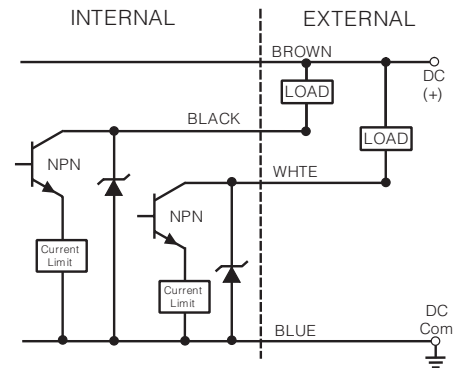 INTERNAL
EXTERNAL
BROWN
DC
(+)
LOAD
BLACK
LOAD
NPN
WHTE
NPN
Current
Limit
Current
Limit
DC
Com
BLUE